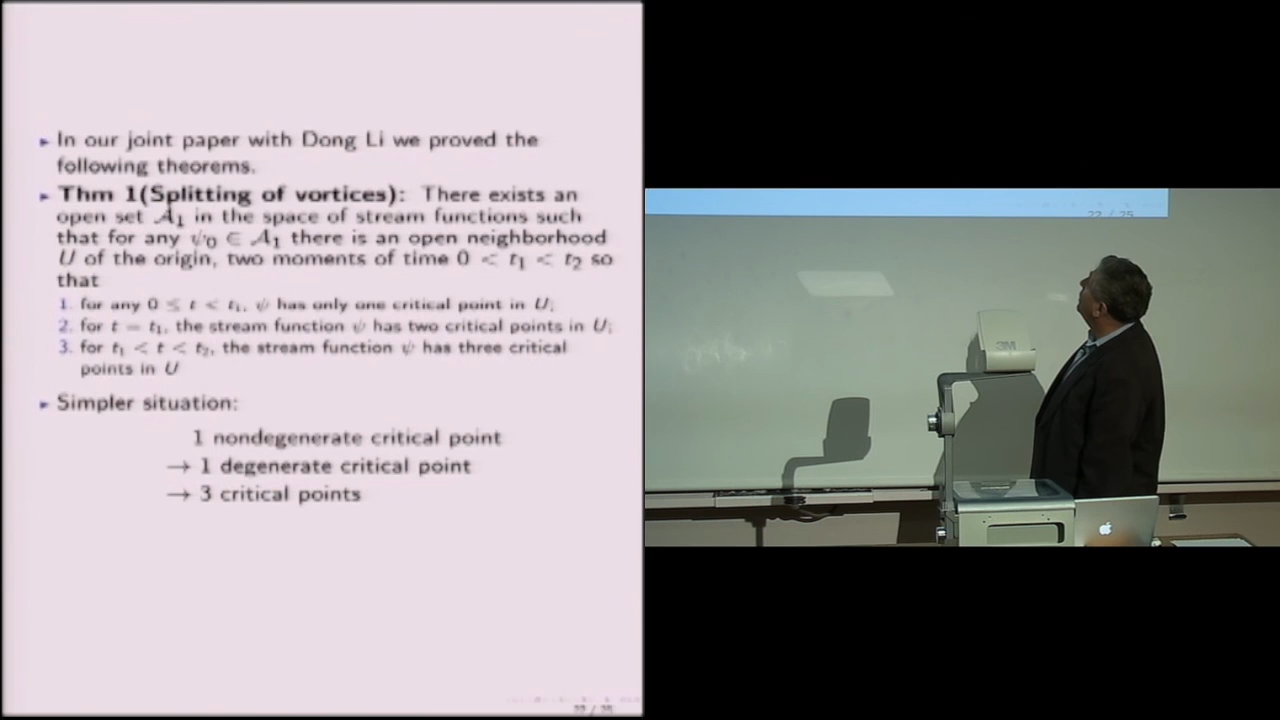 ▸ In our joint paper with Dong Li we proved the
following theorems.
▸ Thm 1(Splitting of vortices): There exists an
open set 𝒜₁ in the space of stream functions such
that for any ψ₀ ∈ 𝒜₁ there is an open neighborhood
U of the origin, two moments of time 0 < t₁ < t₂ so
that
1. for any 0 ≤ t < t₁, ψ has only one critical point in U;
2. for t = t₁, the stream function ψ has two critical points in U;
3. for t₁ < t < t₂, the stream function ψ has three critical
points in U
▸ Simpler situation:
1 nondegenerate critical point
→ 1 degenerate critical point
→ 3 critical points
22 / 25
22 / 25
3M